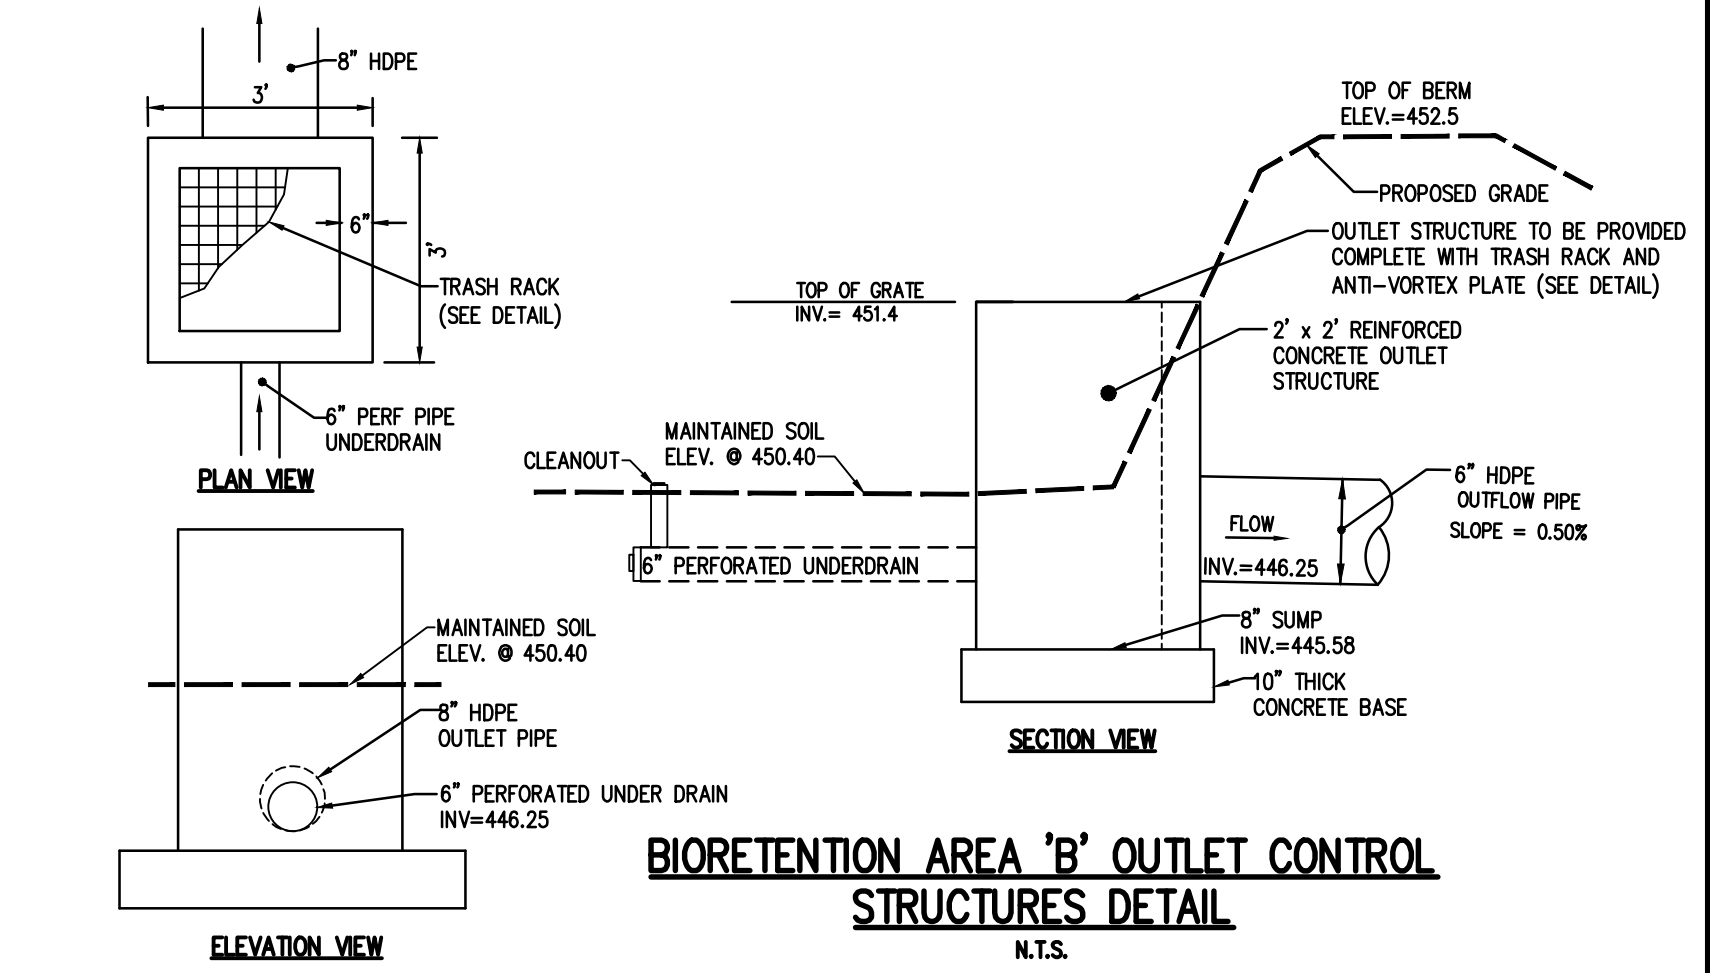 8" HDPE
3'
6"
3'
TRASH RACK
(SEE DETAIL)
6" PERF PIPE
UNDERDRAIN
PLAN VIEW
MAINTAINED SOIL
ELEV. @ 450.40
8" HDPE
OUTLET PIPE
6" PERFORATED UNDER DRAIN
INV=446.25
ELEVATION VIEW
TOP OF BERM
ELEV.=452.5
PROPOSED GRADE
OUTLET STRUCTURE TO BE PROVIDED
COMPLETE WITH TRASH RACK AND
ANTI-VORTEX PLATE (SEE DETAIL)
TOP OF GRATE
INV.= 451.4
2' x 2' REINFORCED
CONCRETE OUTLET
STRUCTURE
MAINTAINED SOIL
ELEV. @ 450.40
CLEANOUT
6" HDPE
OUTFLOW PIPE
SLOPE = 0.50%
FLOW
6" PERFORATED UNDERDRAIN
INV.=446.25
8" SUMP
INV.=445.58
10" THICK
CONCRETE BASE
SECTION VIEW
BIORETENTION AREA 'B' OUTLET CONTROL
STRUCTURES DETAIL
N.T.S.